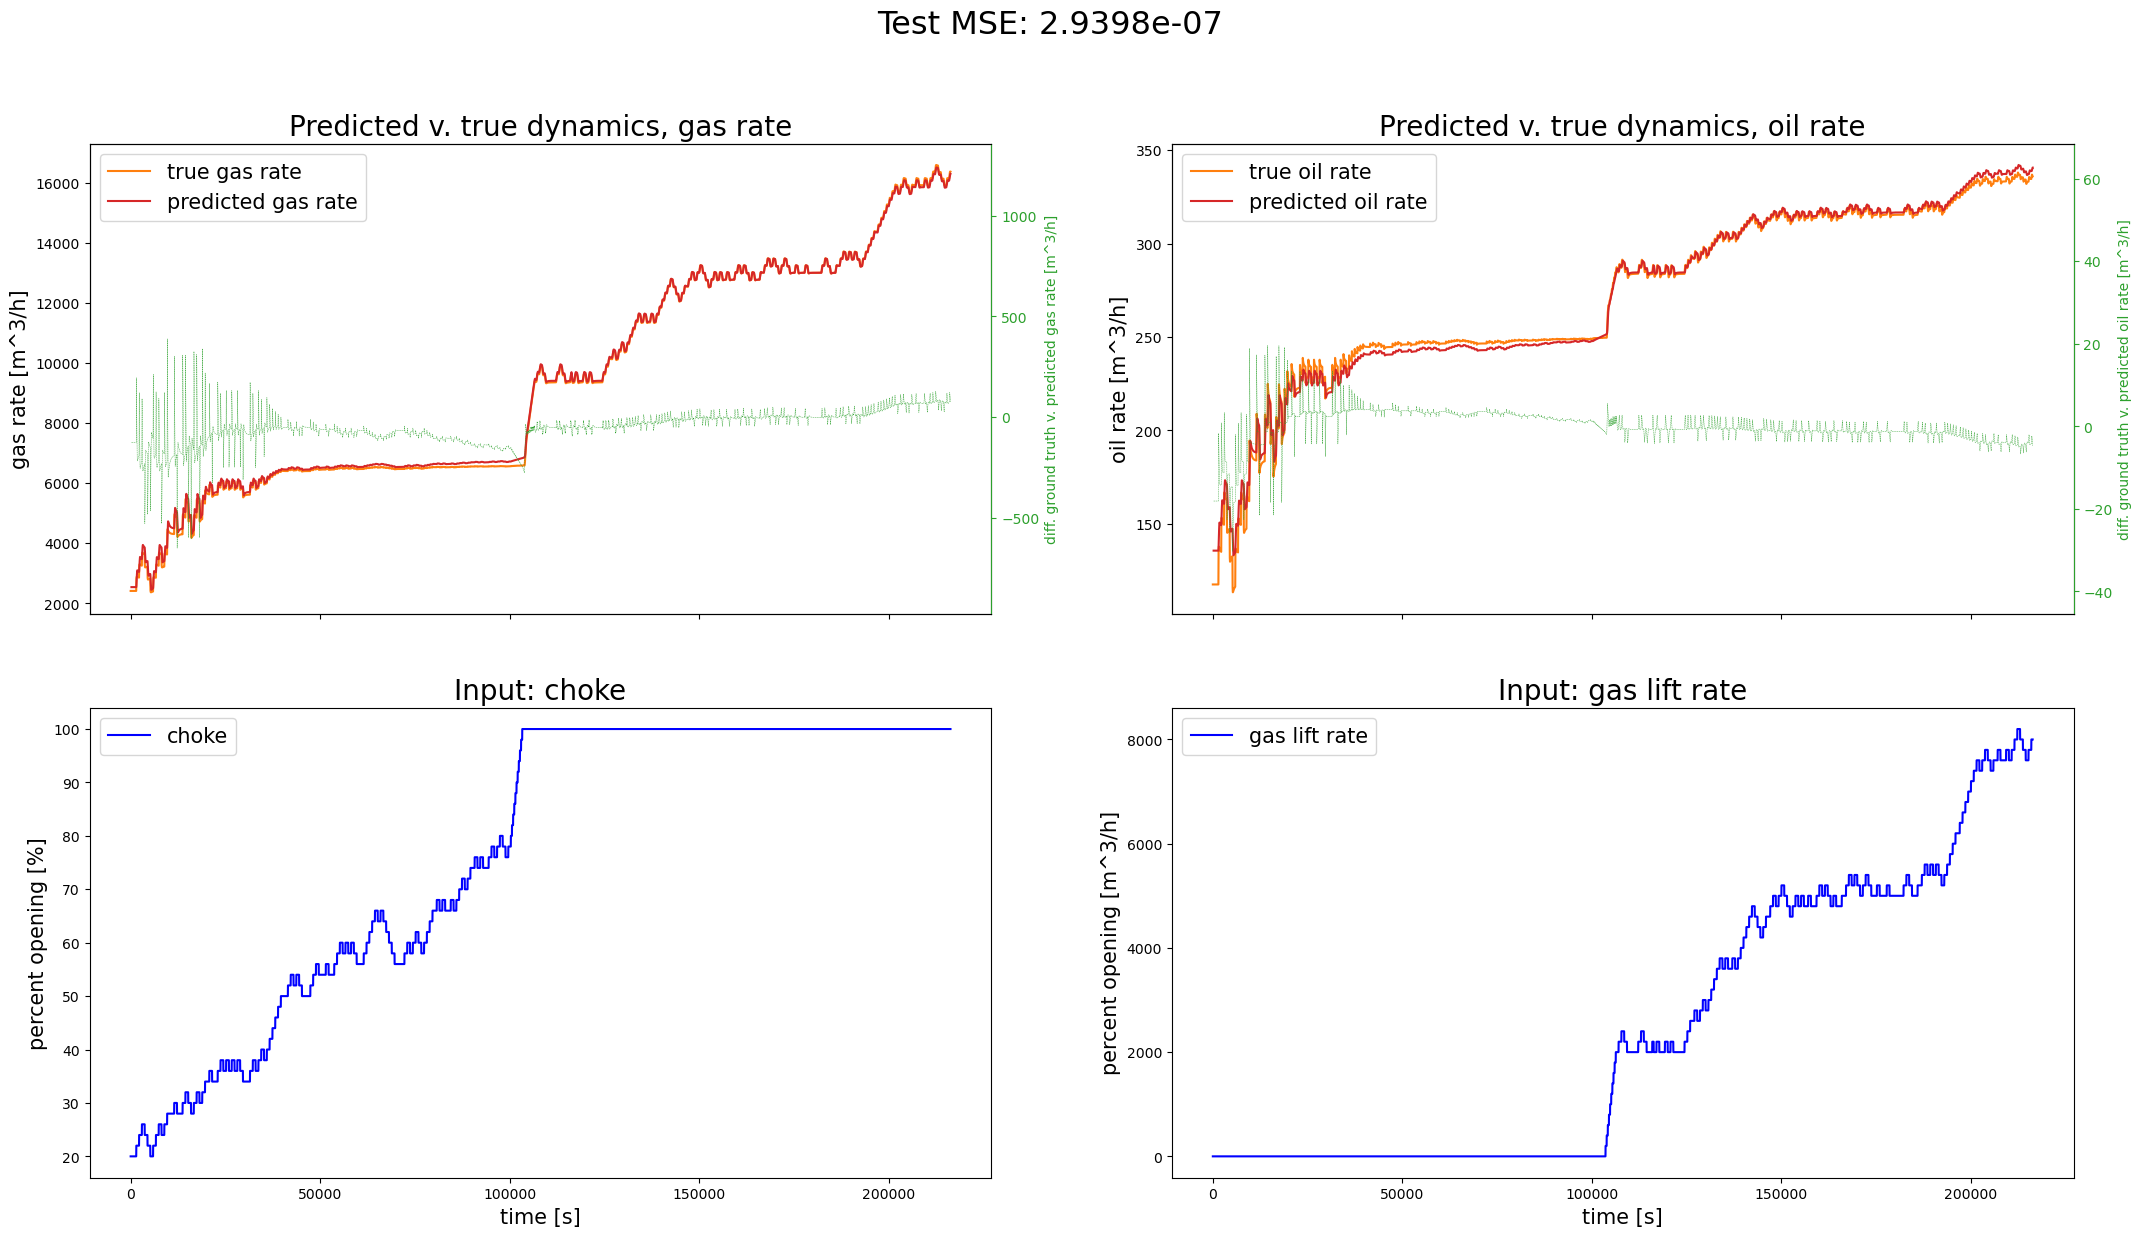 Test MSE: 2.9398e-07
Predicted v. true dynamics, gas rate
true gas rate
predicted gas rate
gas rate [m^3/h]
16000
14000
12000
10000
8000
6000
4000
2000
1000
500
0
−500
diff. ground truth v. predicted gas rate [m^3/h]
Predicted v. true dynamics, oil rate
true oil rate
predicted oil rate
oil rate [m^3/h]
350
300
250
200
150
60
40
20
0
−20
−40
diff. ground truth v. predicted oil rate [m^3/h]
Input: choke
choke
percent opening [%]
100
90
80
70
60
50
40
30
20
0
50000
100000
150000
200000
time [s]
Input: gas lift rate
gas lift rate
percent opening [m^3/h]
8000
6000
4000
2000
0
0
50000
100000
150000
200000
time [s]